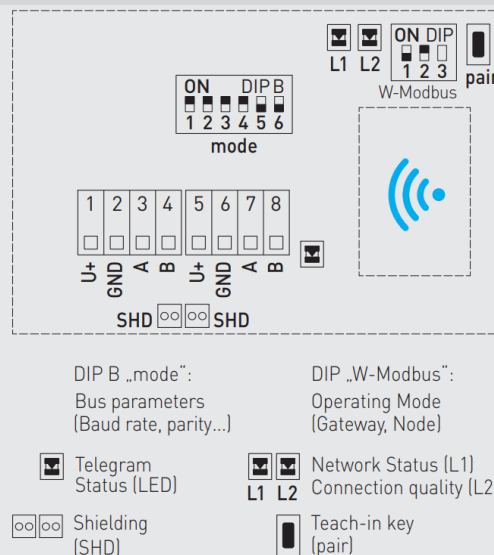 L1 L2
ON DIP
1 2 3
W-Modbus
pair
ON DIP B
1 2 3 4 5 6
mode
1 2 3 4 5 6 7 8
U+ GND A B U+ GND A B
SHD SHD
DIP B „mode“:
Bus parameters
(Baud rate, parity...)
DIP „W-Modbus“:
Operating Mode
(Gateway, Node)
Telegram
Status (LED)
L1 L2
Network Status (L1)
Connection quality (L2
Shielding
(SHD)
Teach-in key
(pair)